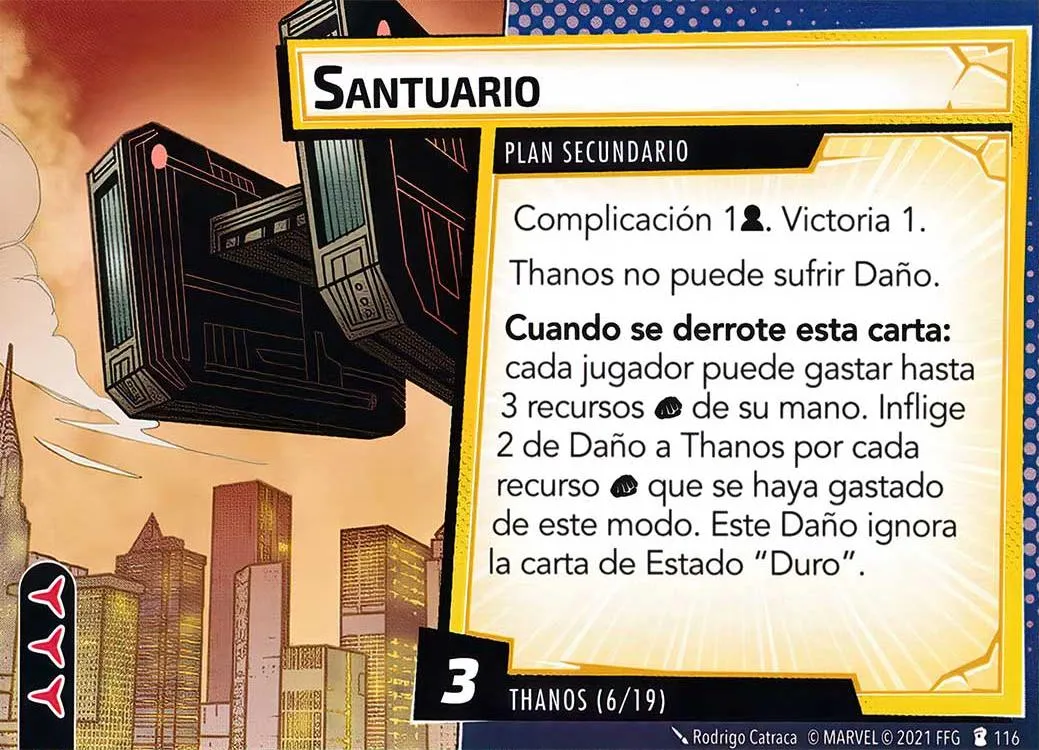 SANTUARIO
PLAN SECUNDARIO
Complicación 1. Victoria 1.
Thanos no puede sufrir Daño.
Cuando se derrote esta carta:
cada jugador puede gastar hasta
3 recursos de su mano. Inflige
2 de Daño a Thanos por cada
recurso que se haya gastado
de este modo. Este Daño ignora
la carta de Estado “Duro”.
3
THANOS (6/19)
Rodrigo Catraca © MARVEL © 2021 FFG 116